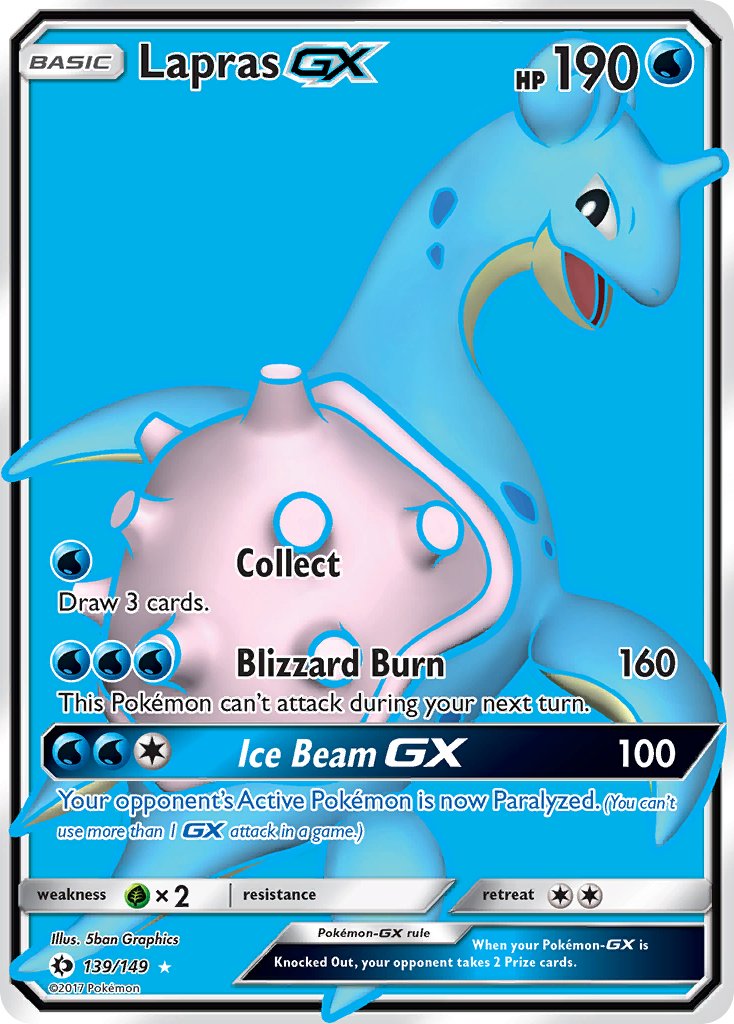 BASIC Lapras GX HP 190
Collect
Draw 3 cards.
Blizzard Burn 160
This Pokémon can't attack during your next turn.
Ice Beam GX 100
Your opponent's Active Pokémon is now Paralyzed. (You can't
use more than 1 GX attack in a game.)
weakness ×2 resistance retreat
Illus. 5ban Graphics
Pokémon-GX rule
When your Pokémon-GX is
Knocked Out, your opponent takes 2 Prize cards.
139/149
©2017 Pokémon